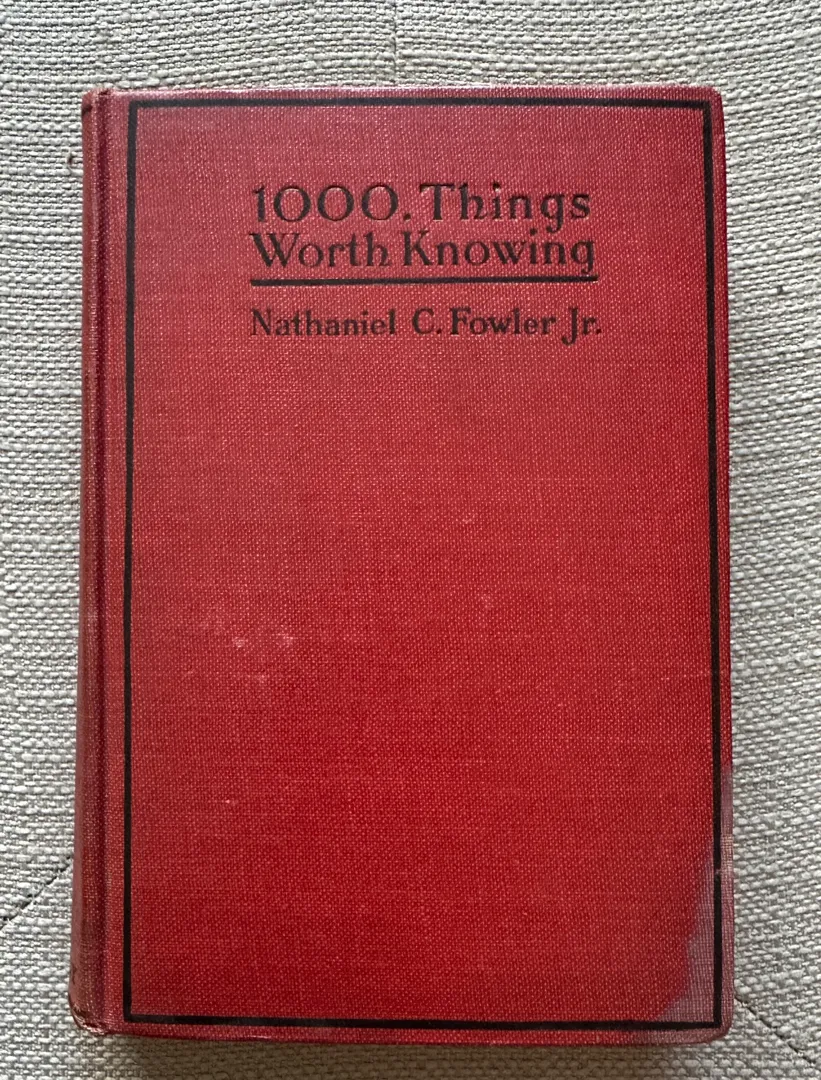 1000. Things
Worth Knowing
Nathaniel C. Fowler Jr.